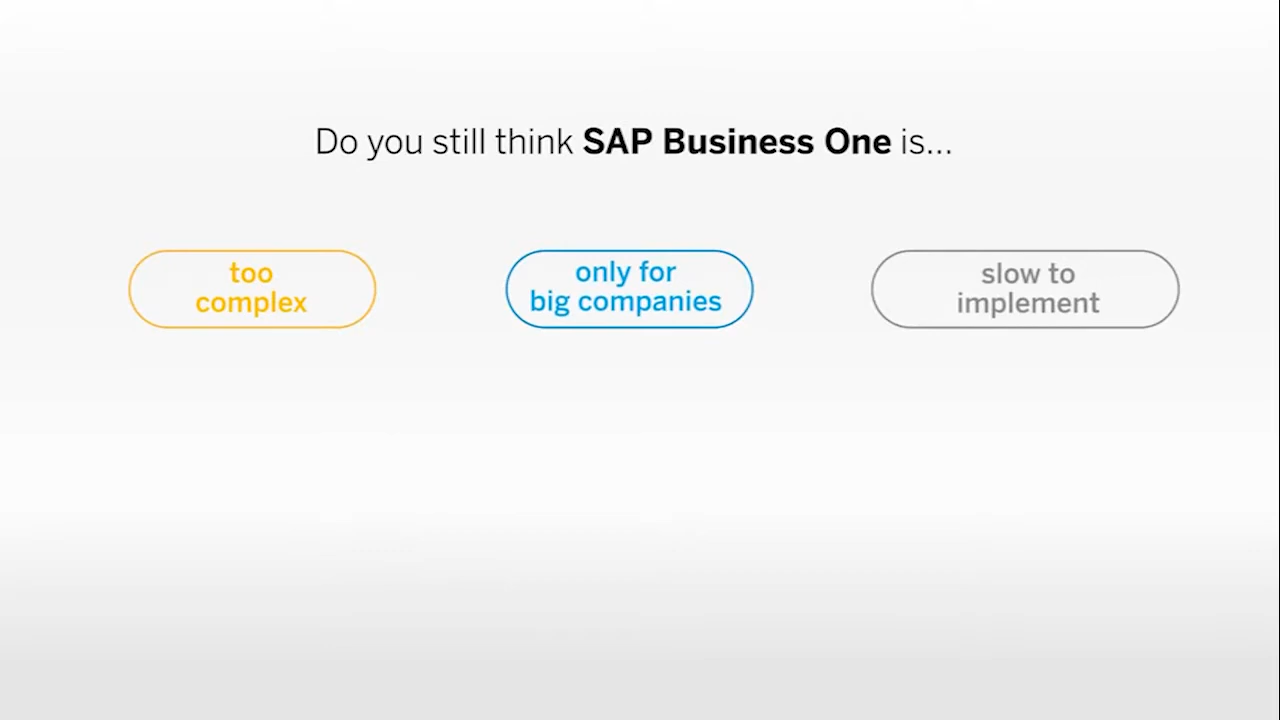 Do you still think SAP Business One is...
too
complex
only for
big companies
slow to
implement